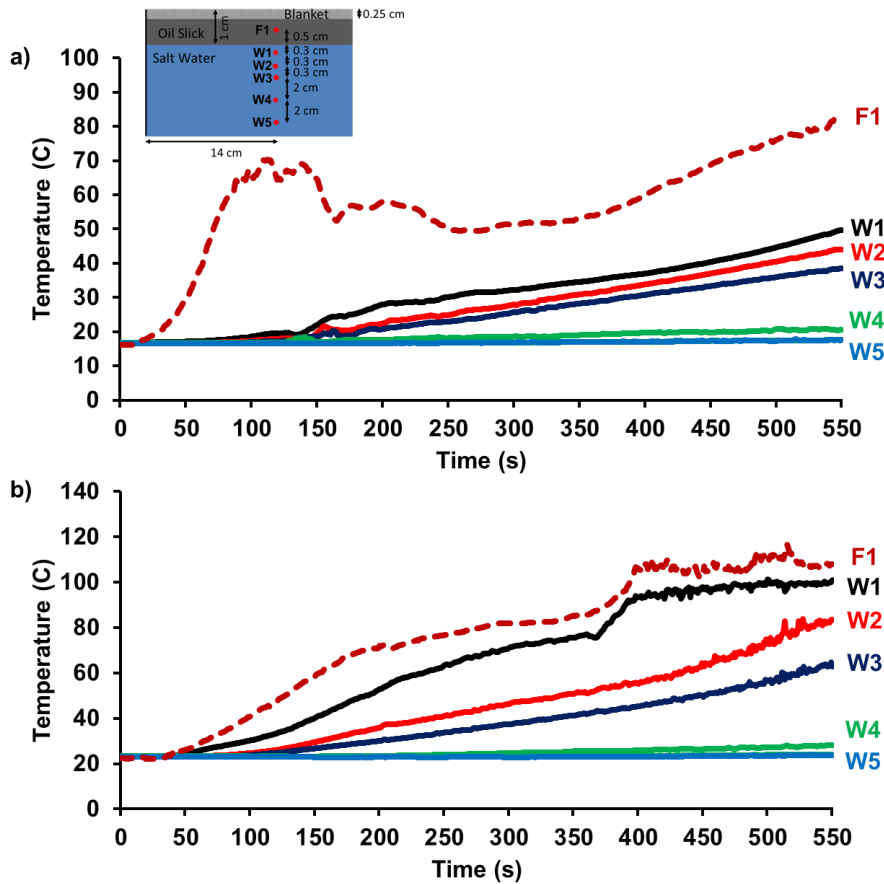 Blanket
0.25 cm
1 cm
Oil Slick
F1
0.5 cm
a)
Salt Water
W1
0.3 cm
W2
0.3 cm
W3
0.3 cm
2 cm
W4
2 cm
W5
14 cm
100
90
80
70
60
50
40
30
20
10
0
Temperature (C)
F1
W1
W2
W3
W4
W5
0 50 100 150 200 250 300 350 400 450 500 550
Time (s)
b)
140
120
100
80
60
40
20
0
Temperature (C)
F1
W1
W2
W3
W4
W5
0 50 100 150 200 250 300 350 400 450 500 550
Time (s)